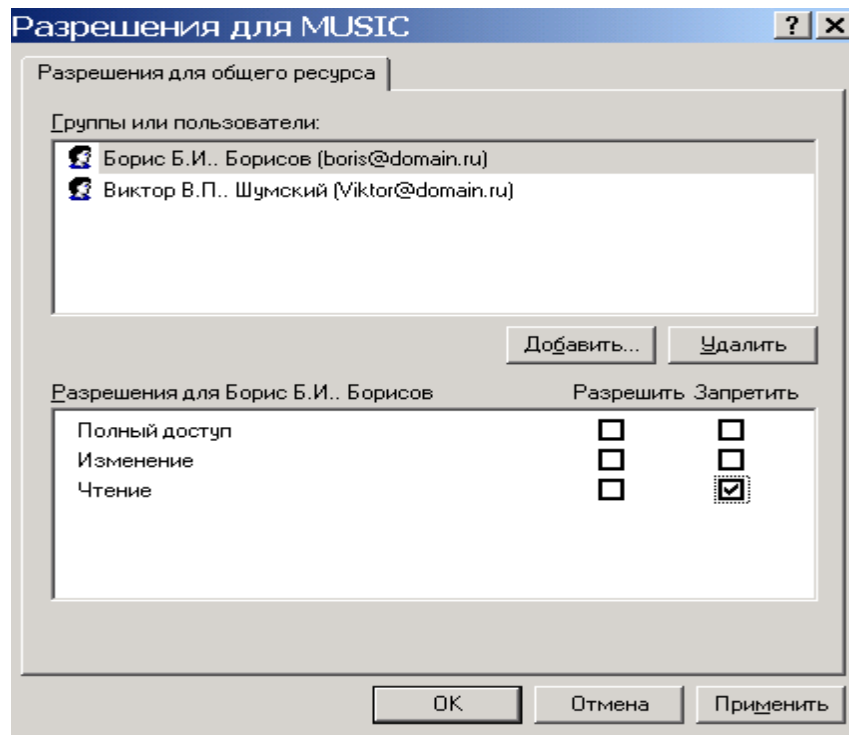 Разрешения для MUSIC
Разрешения для общего ресурса
Группы или пользователи:
Борис Б.И.. Борисов (boris@domain.ru)
Виктор В.П.. Шумский (Viktor@domain.ru)
Добавить... Удалить
Разрешения для Борис Б.И.. Борисов Разрешить Запретить
Полный доступ
Изменение
Чтение
OK Отмена Применить